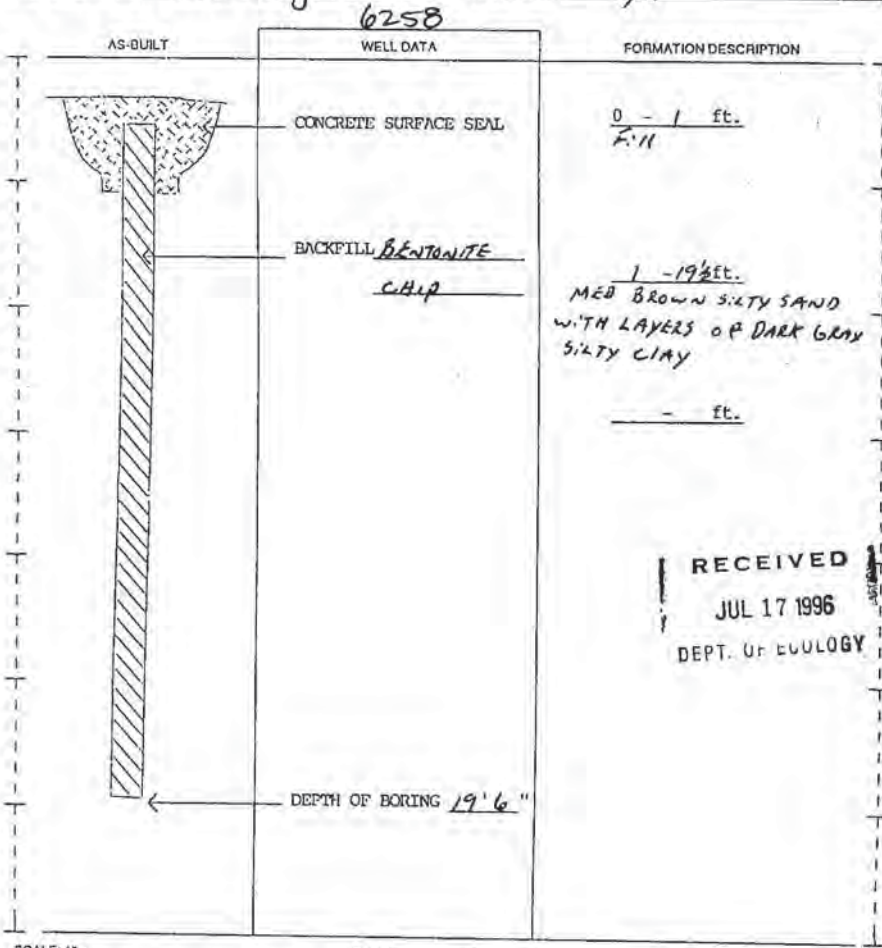 6258
AS-BUILT
WELL DATA
FORMATION DESCRIPTION
CONCRETE SURFACE SEAL
0 - 1 ft.
Fill
BACKFILL BENTONITE
CHIP
1 - 19½ ft.
MED BROWN SILTY SAND
WITH LAYERS OF DARK GRAY
SILTY CLAY
- ft.
RECEIVED
JUL 17 1996
DEPT. OF ECOLOGY
DEPTH OF BORING 19'6"